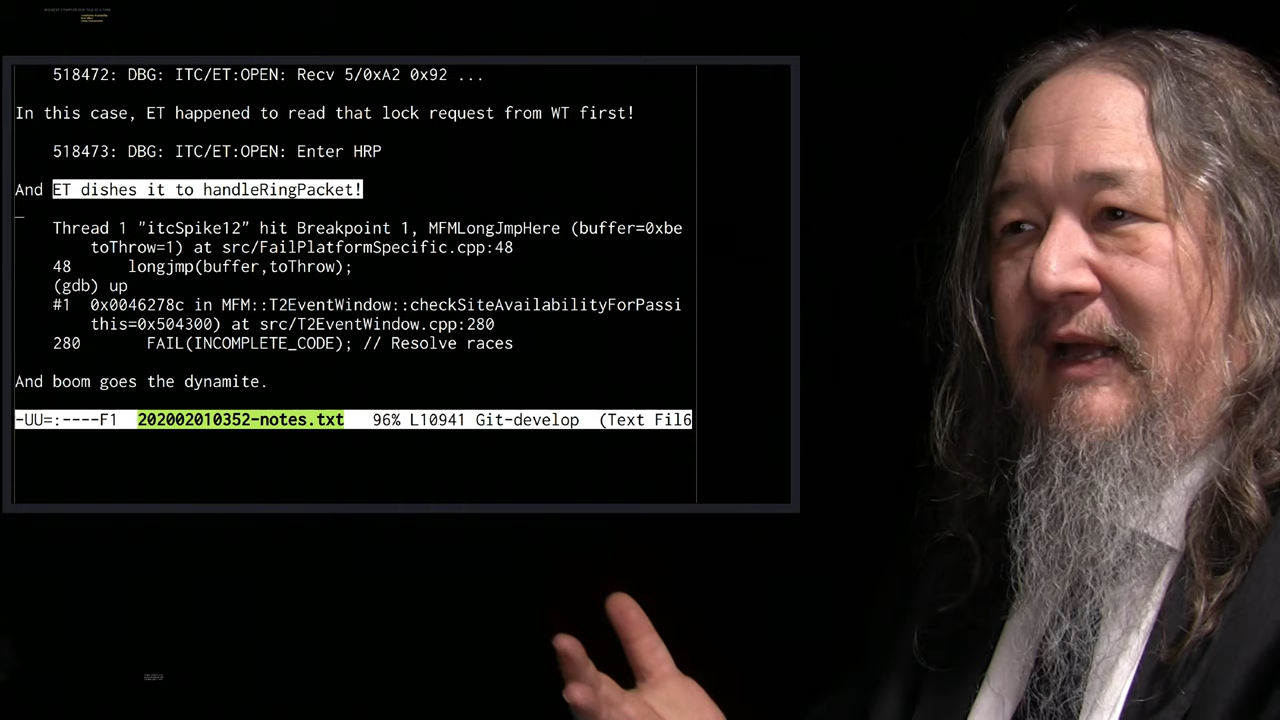 518472: DBG: ITC/ET:OPEN: Recv 5/0xA2 0x92 ...
In this case, ET happened to read that lock request from WT first!
518473: DBG: ITC/ET:OPEN: Enter HRP
And ET dishes it to handleRingPacket!
Thread 1 "itcSpike12" hit Breakpoint 1, MFMLongJmpHere (buffer=0xbe
toThrow=1) at src/FailPlatformSpecific.cpp:48
48 longjmp(buffer,toThrow);
(gdb) up
#1 0x0046278c in MFM::T2EventWindow::checkSiteAvailabilityForPassi
this=0x504300) at src/T2EventWindow.cpp:280
280 FAIL(INCOMPLETE_CODE); // Resolve races
And boom goes the dynamite.
-UU=:----F1 202002010352-notes.txt 96% L10941 Git-develop (Text Fil6